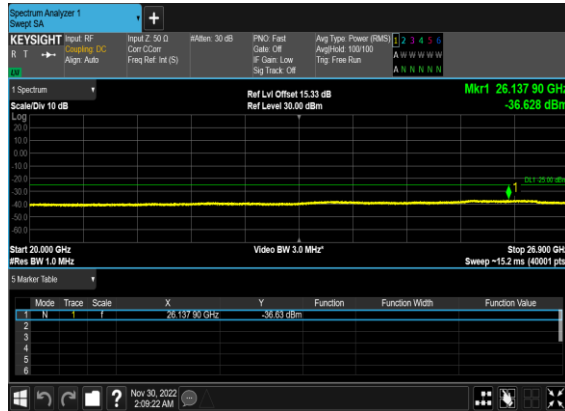 Spectrum Analyzer 1
Swept SA
+
KEYSIGHT Input: RF Input Z: 50 Ω #Atten: 30 dB PNO: Fast Avg Type: Power (RMS) 1 2 3 4 5 6
R T Coupling: DC Corr CCorr Gate: Off Avg|Hold: 100/100 A W W W W W
Align: Auto Freq Ref: Int (S) IF Gain: Low Trig: Free Run
Sig Track: Off A N N N N N
1 Spectrum Ref Lvl Offset 15.33 dB Mkr1 26.137 90 GHz
Scale/Div 10 dB Ref Level 30.00 dBm -36.628 dBm
Log
20.0
10.0
0.00
-10.0
-20.0
DL1 -25.00 dBm
1
-30.0
-40.0
-50.0
-60.0
Start 20.000 GHz Video BW 3.0 MHz* Stop 26.900 GHz
#Res BW 1.0 MHz Sweep ~15.2 ms (40001 pts)
5 Marker Table
Mode Trace Scale X Y Function Function Width Function Value
1 N 1 f 26.137 90 GHz -36.63 dBm
2
3
4
5
6
? Nov 30, 2022
2:09:22 AM